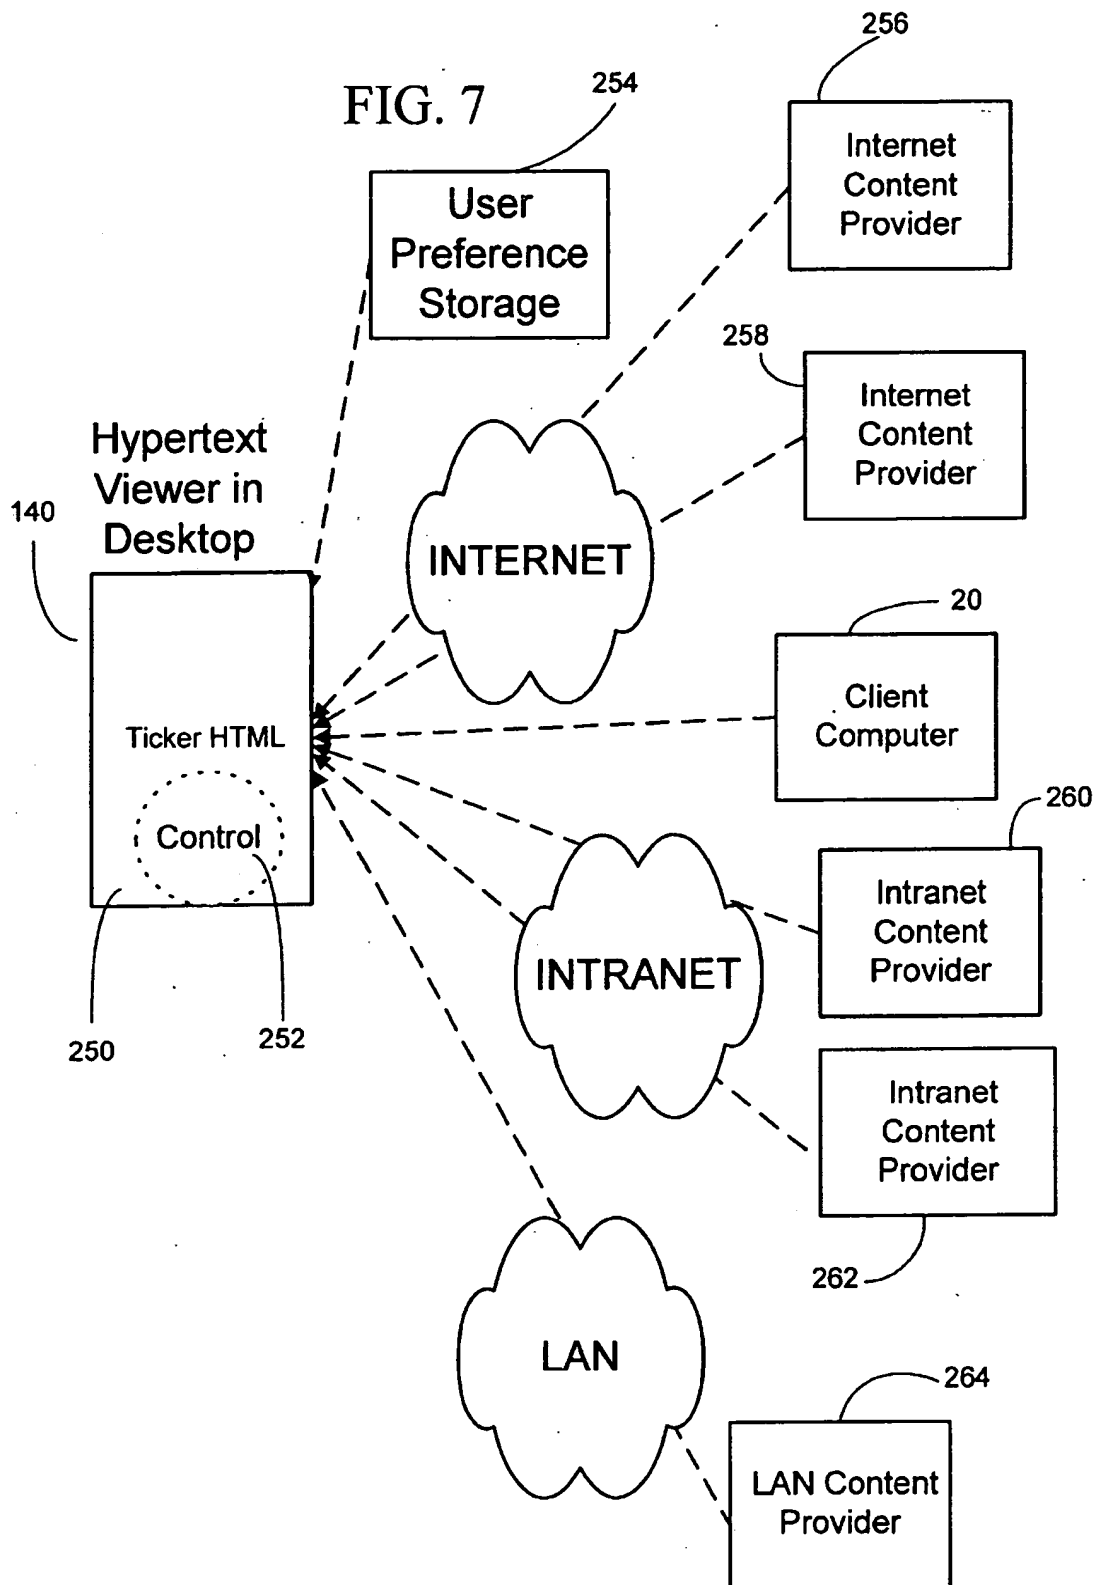 256
FIG. 7
254
Internet
Content
Provider
User
Preference
Storage
258
Internet
Content
Provider
Hypertext
Viewer in
Desktop
140
INTERNET
20
Client
Computer
Ticker HTML
260
Control
Intranet
Content
Provider
INTRANET
250
252
Intranet
Content
Provider
262
LAN
264
LAN Content
Provider